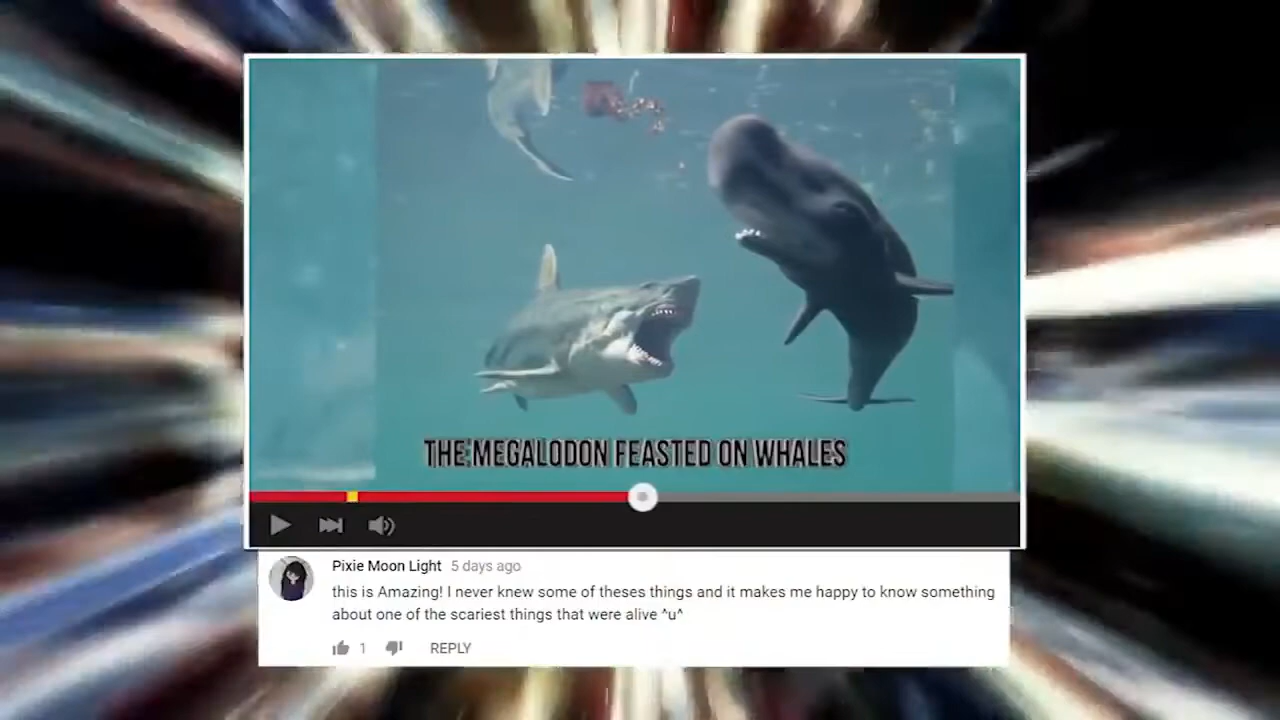 THE MEGALODON FEASTED ON WHALES
Pixie Moon Light 5 days ago
this is Amazing! I never knew some of theses things and it makes me happy to know something
about one of the scariest things that were alive ^u^
1 REPLY